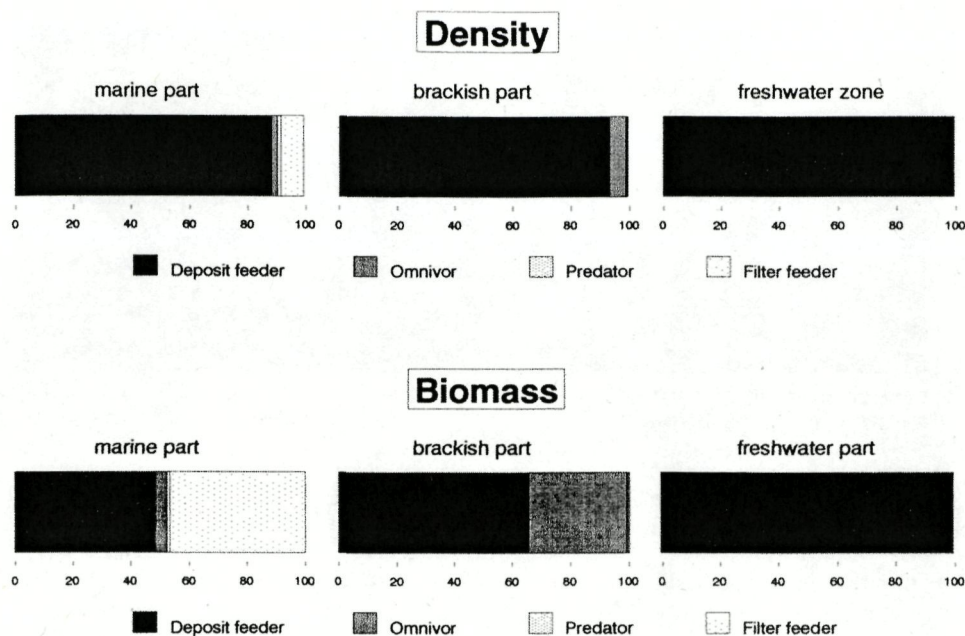 Density
marine part brackish part freshwater zone
0 20 40 60 80 100 0 20 40 60 80 100 0 20 40 60 80 100
Deposit feeder Omnivor Predator Filter feeder
Biomass
marine part brackish part freshwater part
0 20 40 60 80 100 0 20 40 60 80 100 0 20 40 60 80 100
Deposit feeder Omnivor Predator Filter feeder